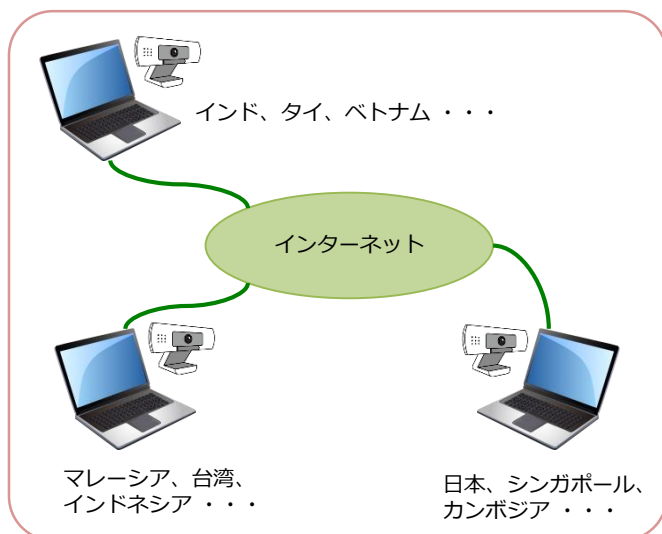 インド、タイ、ベトナム ・・・
インターネット
マレーシア、台湾、
インドネシア ・・・
日本、シンガポール、
カンボジア ・・・